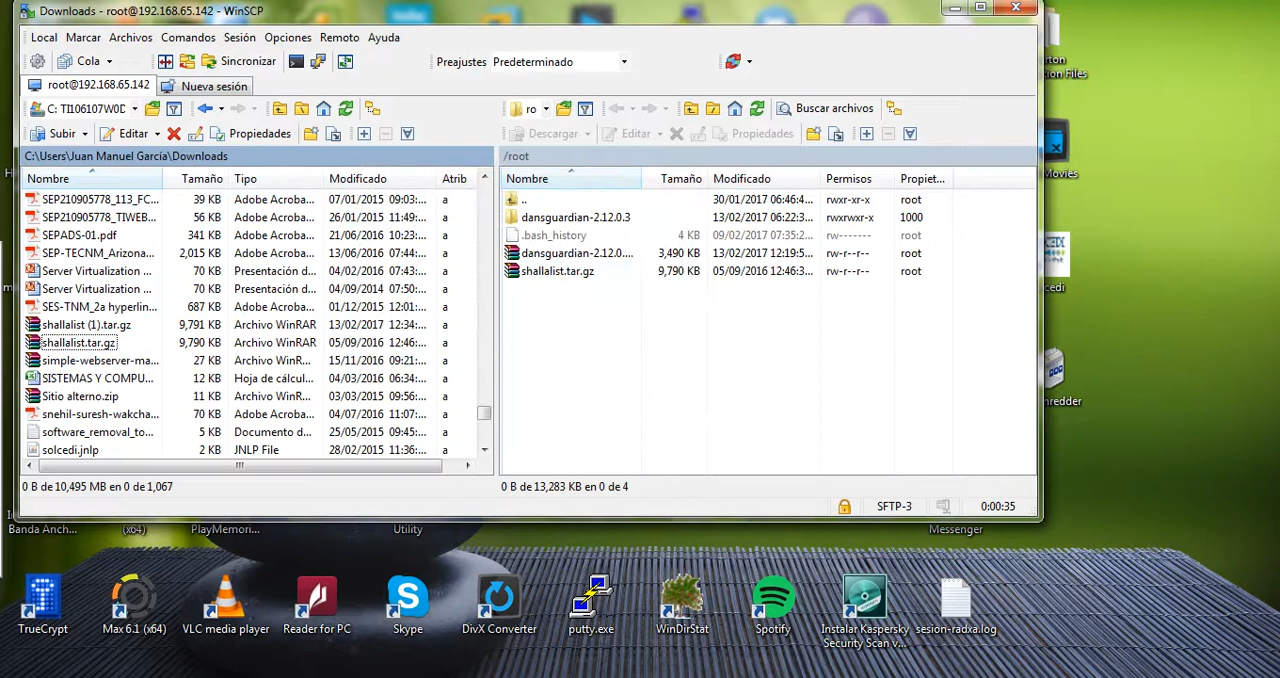 Downloads - root@192.168.65.142 - WinSCP
Local Marcar Archivos Comandos Sesión Opciones Remoto Ayuda
Cola Sincronizar Preajustes Predeterminado
root@192.168.65.142 Nueva sesión
C: TI106107W0D ro Buscar archivos
Subir Editar Propiedades Descargar Editar Propiedades
C:\Users\Juan Manuel García\Downloads /root
Nombre Tamaño Tipo Modificado Atrib Nombre Tamaño Modificado Permisos Propiet...
SEP210905778_113_FC... 39 KB Adobe Acroba... 07/01/2015 09:03:... a .. 30/01/2017 06:46:4... rwxr-xr-x root
SEP210905778_TIWEB... 56 KB Adobe Acroba... 26/01/2015 11:49:... a dansguardian-2.12.0.3 13/02/2017 06:22:3... rwxrwxr-x 1000
SEPADS-01.pdf 341 KB Adobe Acroba... 21/06/2016 10:23:... a .bash_history 4 KB 09/02/2017 07:35:2... rw------- root
SEP-TECNM_Arizona... 2,015 KB Adobe Acroba... 13/06/2016 07:44:... a dansguardian-2.12.0.... 3,490 KB 13/02/2017 12:19:5... rw-r--r-- root
Server Virtualization ... 70 KB Presentación d... 04/02/2016 07:43:... a shallalist.tar.gz 9,790 KB 05/09/2016 12:46:3... rw-r--r-- root
Server Virtualization ... 70 KB Presentación d... 04/09/2014 07:50:... a
SES-TNM_2a hyperlin... 687 KB Adobe Acroba... 01/12/2015 12:01:... a
shallalist (1).tar.gz 9,791 KB Archivo WinRAR 13/02/2017 12:34:... a
shallalist.tar.gz 9,790 KB Archivo WinRAR 05/09/2016 12:46:... a
simple-webserver-ma... 27 KB Archivo WinR... 15/11/2016 09:21:... a
SISTEMAS Y COMPU... 12 KB Hoja de cálcul... 04/03/2016 06:34:... a
Sitio alterno.zip 11 KB Archivo WinR... 03/03/2015 09:56:... a
snehil-suresh-wakcha... 70 KB Adobe Acroba... 04/07/2016 11:07:... a
software_removal_to... 5 KB Documento d... 25/05/2015 09:45:... a
solcedi.jnlp 2 KB JNLP File 28/02/2015 11:36:... a
0 B de 10,495 MB en 0 de 1,067 0 B de 13,283 KB en 0 de 4
SFTP-3 0:00:35
Movies
cedi
Banda Anch... (x64) PlayMemori... Utility Messenger
TrueCrypt Max 6.1 (x64) VLC media player Reader for PC Skype DivX Converter putty.exe WinDirStat Spotify Instalar Kaspersky Security Scan v... sesion-radxa.log